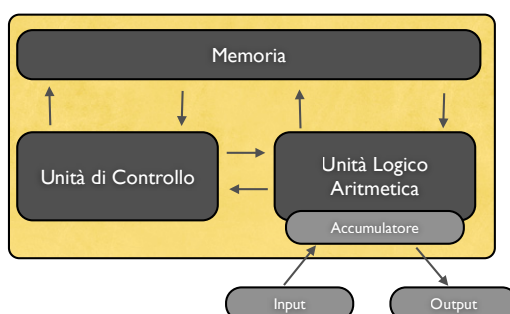 Memoria
Unità di Controllo
Unità Logico
Aritmetica
Accumulatore
Input
Output